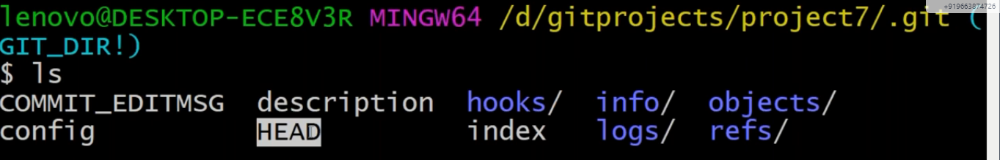 +919663874726
lenovo@DESKTOP-ECE8V3R MINGW64 /d/gitprojects/project7/.git (
GIT_DIR!)
$ ls
COMMIT_EDITMSG description hooks/ info/ objects/
config HEAD index logs/ refs/